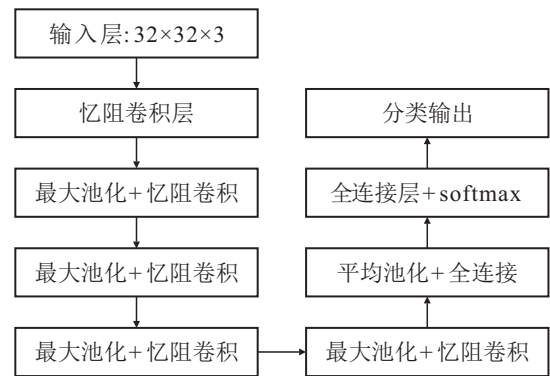 输入层:32×32×3
忆阻卷积层
最大池化+忆阻卷积
最大池化+忆阻卷积
最大池化+忆阻卷积
最大池化+忆阻卷积
平均池化+全连接
全连接层+softmax
分类输出